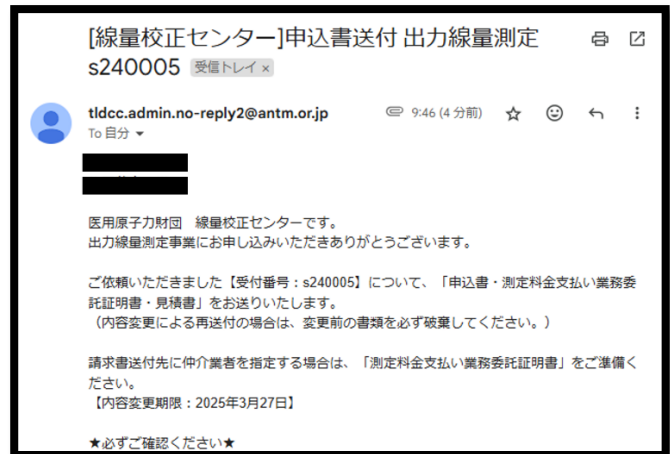 [線量校正センター]申込書送付 出力線量測定
s240005 受信トレイ ×
tldcc.admin.no-reply2@antm.or.jp 9:46 (4 分前)
To 自分
医用原子力財団　線量校正センターです。
出力線量測定事業にお申し込みいただきありがとうございます。
ご依頼いただきました【受付番号：s240005】について、「申込書・測定料金支払い業務委
託証明書・見積書」をお送りいたします。
（内容変更による再送付の場合は、変更前の書類を必ず破棄してください。）
請求書送付先に仲介業者を指定する場合は、「測定料金支払い業務委託証明書」をご準備く
ださい。
【内容変更期限：2025年3月27日】
★必ずご確認ください★